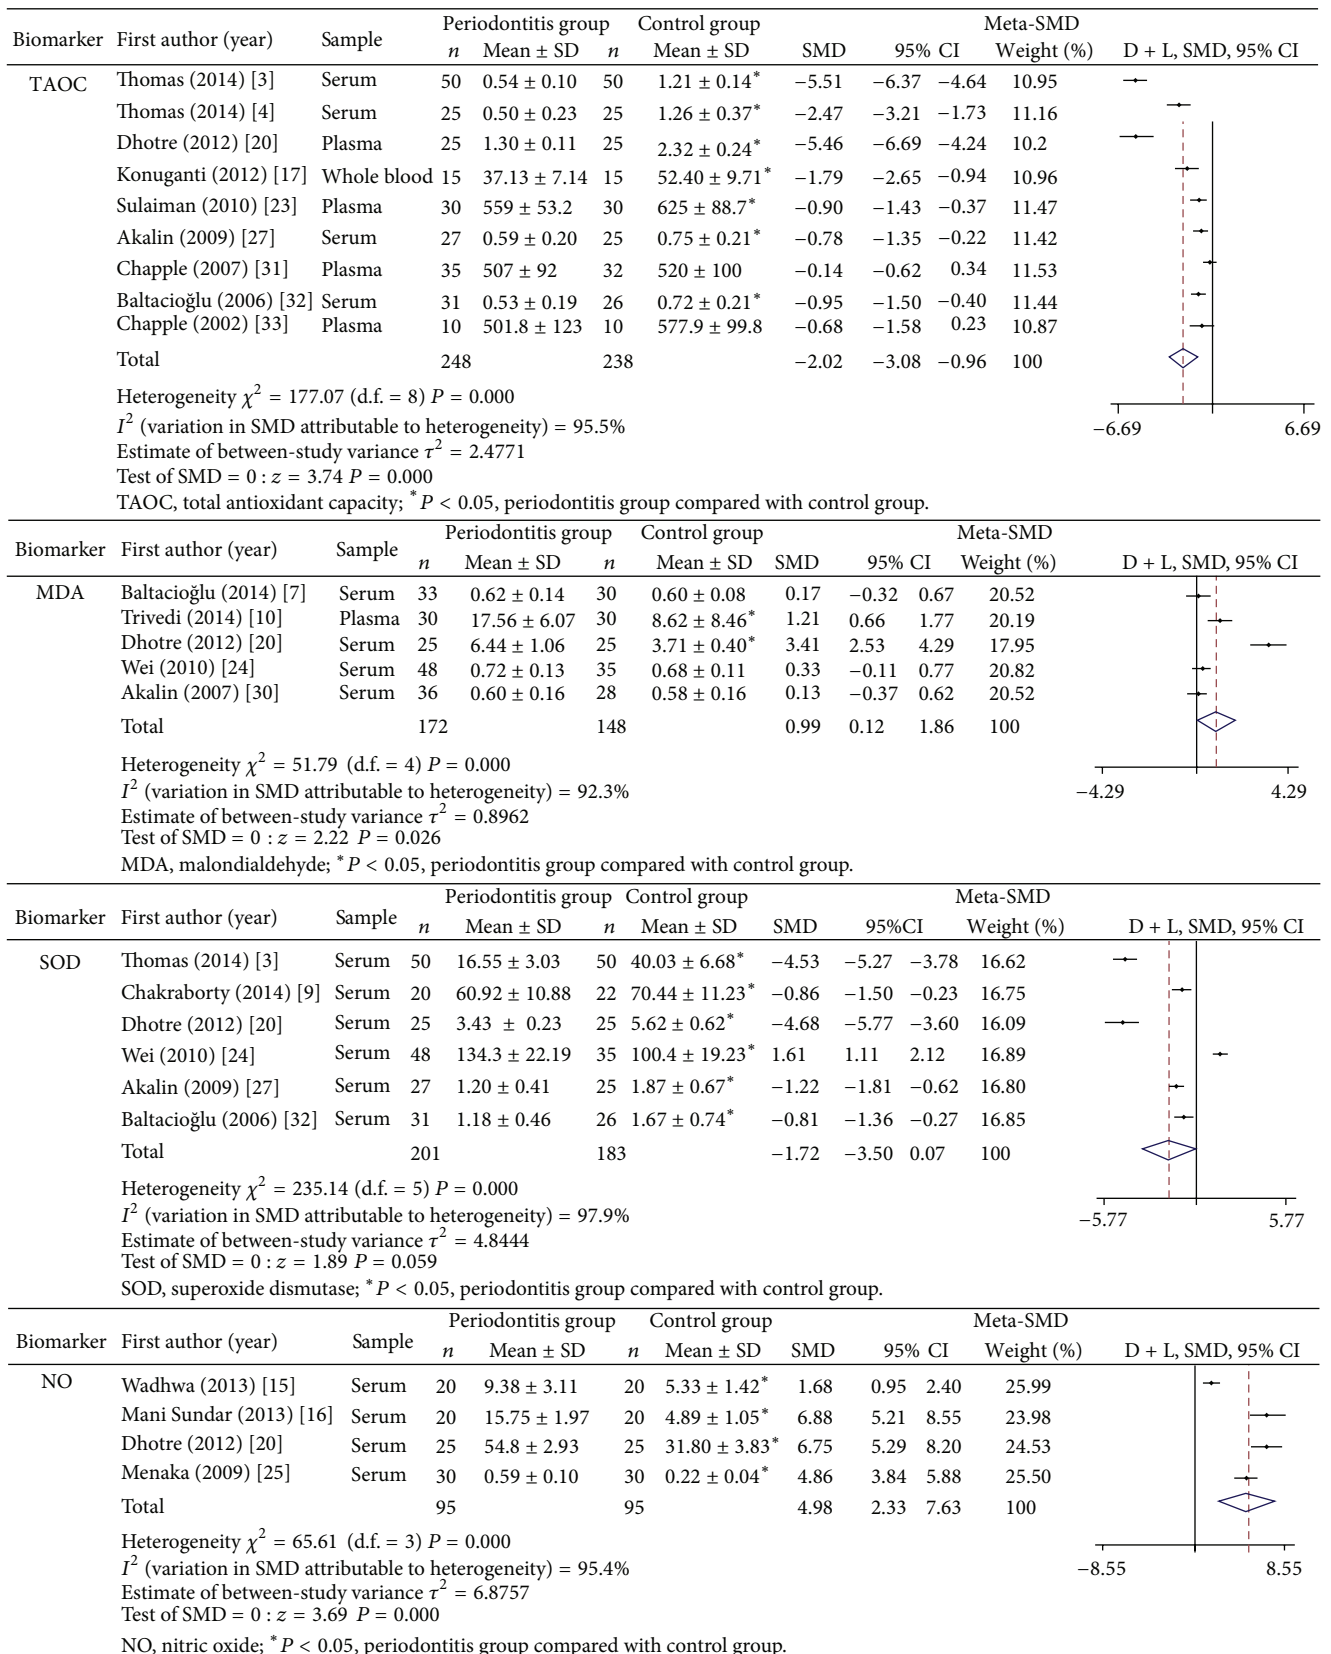 Periodontitis group Control group Meta-SMD
Biomarker First author (year) Sample n Mean ± SD n Mean ± SD SMD 95% CI Weight (%) D + L, SMD, 95% CI
TAOC Thomas (2014) [3] Serum 50 0.54 ± 0.10 50 1.21 ± 0.14* −5.51 −6.37 −4.64 10.95
Thomas (2014) [4] Serum 25 0.50 ± 0.23 25 1.26 ± 0.37* −2.47 −3.21 −1.73 11.16
Dhotre (2012) [20] Plasma 25 1.30 ± 0.11 25 2.32 ± 0.24* −5.46 −6.69 −4.24 10.2
Konuganti (2012) [17] Whole blood 15 37.13 ± 7.14 15 52.40 ± 9.71* −1.79 −2.65 −0.94 10.96
Sulaiman (2010) [23] Plasma 30 559 ± 53.2 30 625 ± 88.7* −0.90 −1.43 −0.37 11.47
Akalin (2009) [27] Serum 27 0.59 ± 0.20 25 0.75 ± 0.21* −0.78 −1.35 −0.22 11.42
Chapple (2007) [31] Plasma 35 507 ± 92 32 520 ± 100 −0.14 −0.62 0.34 11.53
Baltacioğlu (2006) [32] Serum 31 0.53 ± 0.19 26 0.72 ± 0.21* −0.95 −1.50 −0.40 11.44
Chapple (2002) [33] Plasma 10 501.8 ± 123 10 577.9 ± 99.8 −0.68 −1.58 0.23 10.87
Total 248 238 −2.02 −3.08 −0.96 100
Heterogeneity χ² = 177.07 (d.f. = 8) P = 0.000
I² (variation in SMD attributable to heterogeneity) = 95.5%
−6.69 6.69
Estimate of between-study variance τ² = 2.4771
Test of SMD = 0 : z = 3.74 P = 0.000
TAOC, total antioxidant capacity; *P < 0.05, periodontitis group compared with control group.
Periodontitis group Control group Meta-SMD
Biomarker First author (year) Sample n Mean ± SD n Mean ± SD SMD 95% CI Weight (%) D + L, SMD, 95% CI
MDA Baltacioğlu (2014) [7] Serum 33 0.62 ± 0.14 30 0.60 ± 0.08 0.17 −0.32 0.67 20.52
Trivedi (2014) [10] Plasma 30 17.56 ± 6.07 30 8.62 ± 8.46* 1.21 0.66 1.77 20.19
Dhotre (2012) [20] Serum 25 6.44 ± 1.06 25 3.71 ± 0.40* 3.41 2.53 4.29 17.95
Wei (2010) [24] Serum 48 0.72 ± 0.13 35 0.68 ± 0.11 0.33 −0.11 0.77 20.82
Akalin (2007) [30] Serum 36 0.60 ± 0.16 28 0.58 ± 0.16 0.13 −0.37 0.62 20.52
Total 172 148 0.99 0.12 1.86 100
Heterogeneity χ² = 51.79 (d.f. = 4) P = 0.000
I² (variation in SMD attributable to heterogeneity) = 92.3%
−4.29 4.29
Estimate of between-study variance τ² = 0.8962
Test of SMD = 0 : z = 2.22 P = 0.026
MDA, malondialdehyde; *P < 0.05, periodontitis group compared with control group.
Periodontitis group Control group Meta-SMD
Biomarker First author (year) Sample n Mean ± SD n Mean ± SD SMD 95%CI Weight (%) D + L, SMD, 95% CI
SOD Thomas (2014) [3] Serum 50 16.55 ± 3.03 50 40.03 ± 6.68* −4.53 −5.27 −3.78 16.62
Chakraborty (2014) [9] Serum 20 60.92 ± 10.88 22 70.44 ± 11.23* −0.86 −1.50 −0.23 16.75
Dhotre (2012) [20] Serum 25 3.43 ± 0.23 25 5.62 ± 0.62* −4.68 −5.77 −3.60 16.09
Wei (2010) [24] Serum 48 134.3 ± 22.19 35 100.4 ± 19.23* 1.61 1.11 2.12 16.89
Akalin (2009) [27] Serum 27 1.20 ± 0.41 25 1.87 ± 0.67* −1.22 −1.81 −0.62 16.80
Baltacioğlu (2006) [32] Serum 31 1.18 ± 0.46 26 1.67 ± 0.74* −0.81 −1.36 −0.27 16.85
Total 201 183 −1.72 −3.50 0.07 100
Heterogeneity χ² = 235.14 (d.f. = 5) P = 0.000
I² (variation in SMD attributable to heterogeneity) = 97.9%
−5.77 5.77
Estimate of between-study variance τ² = 4.8444
Test of SMD = 0 : z = 1.89 P = 0.059
SOD, superoxide dismutase; *P < 0.05, periodontitis group compared with control group.
Periodontitis group Control group Meta-SMD
Biomarker First author (year) Sample n Mean ± SD n Mean ± SD SMD 95% CI Weight (%) D + L, SMD, 95% CI
NO Wadhwa (2013) [15] Serum 20 9.38 ± 3.11 20 5.33 ± 1.42* 1.68 0.95 2.40 25.99
Mani Sundar (2013) [16] Serum 20 15.75 ± 1.97 20 4.89 ± 1.05* 6.88 5.21 8.55 23.98
Dhotre (2012) [20] Serum 25 54.8 ± 2.93 25 31.80 ± 3.83* 6.75 5.29 8.20 24.53
Menaka (2009) [25] Serum 30 0.59 ± 0.10 30 0.22 ± 0.04* 4.86 3.84 5.88 25.50
Total 95 95 4.98 2.33 7.63 100
Heterogeneity χ² = 65.61 (d.f. = 3) P = 0.000
I² (variation in SMD attributable to heterogeneity) = 95.4%
−8.55 8.55
Estimate of between-study variance τ² = 6.8757
Test of SMD = 0 : z = 3.69 P = 0.000
NO, nitric oxide; *P < 0.05, periodontitis group compared with control group.